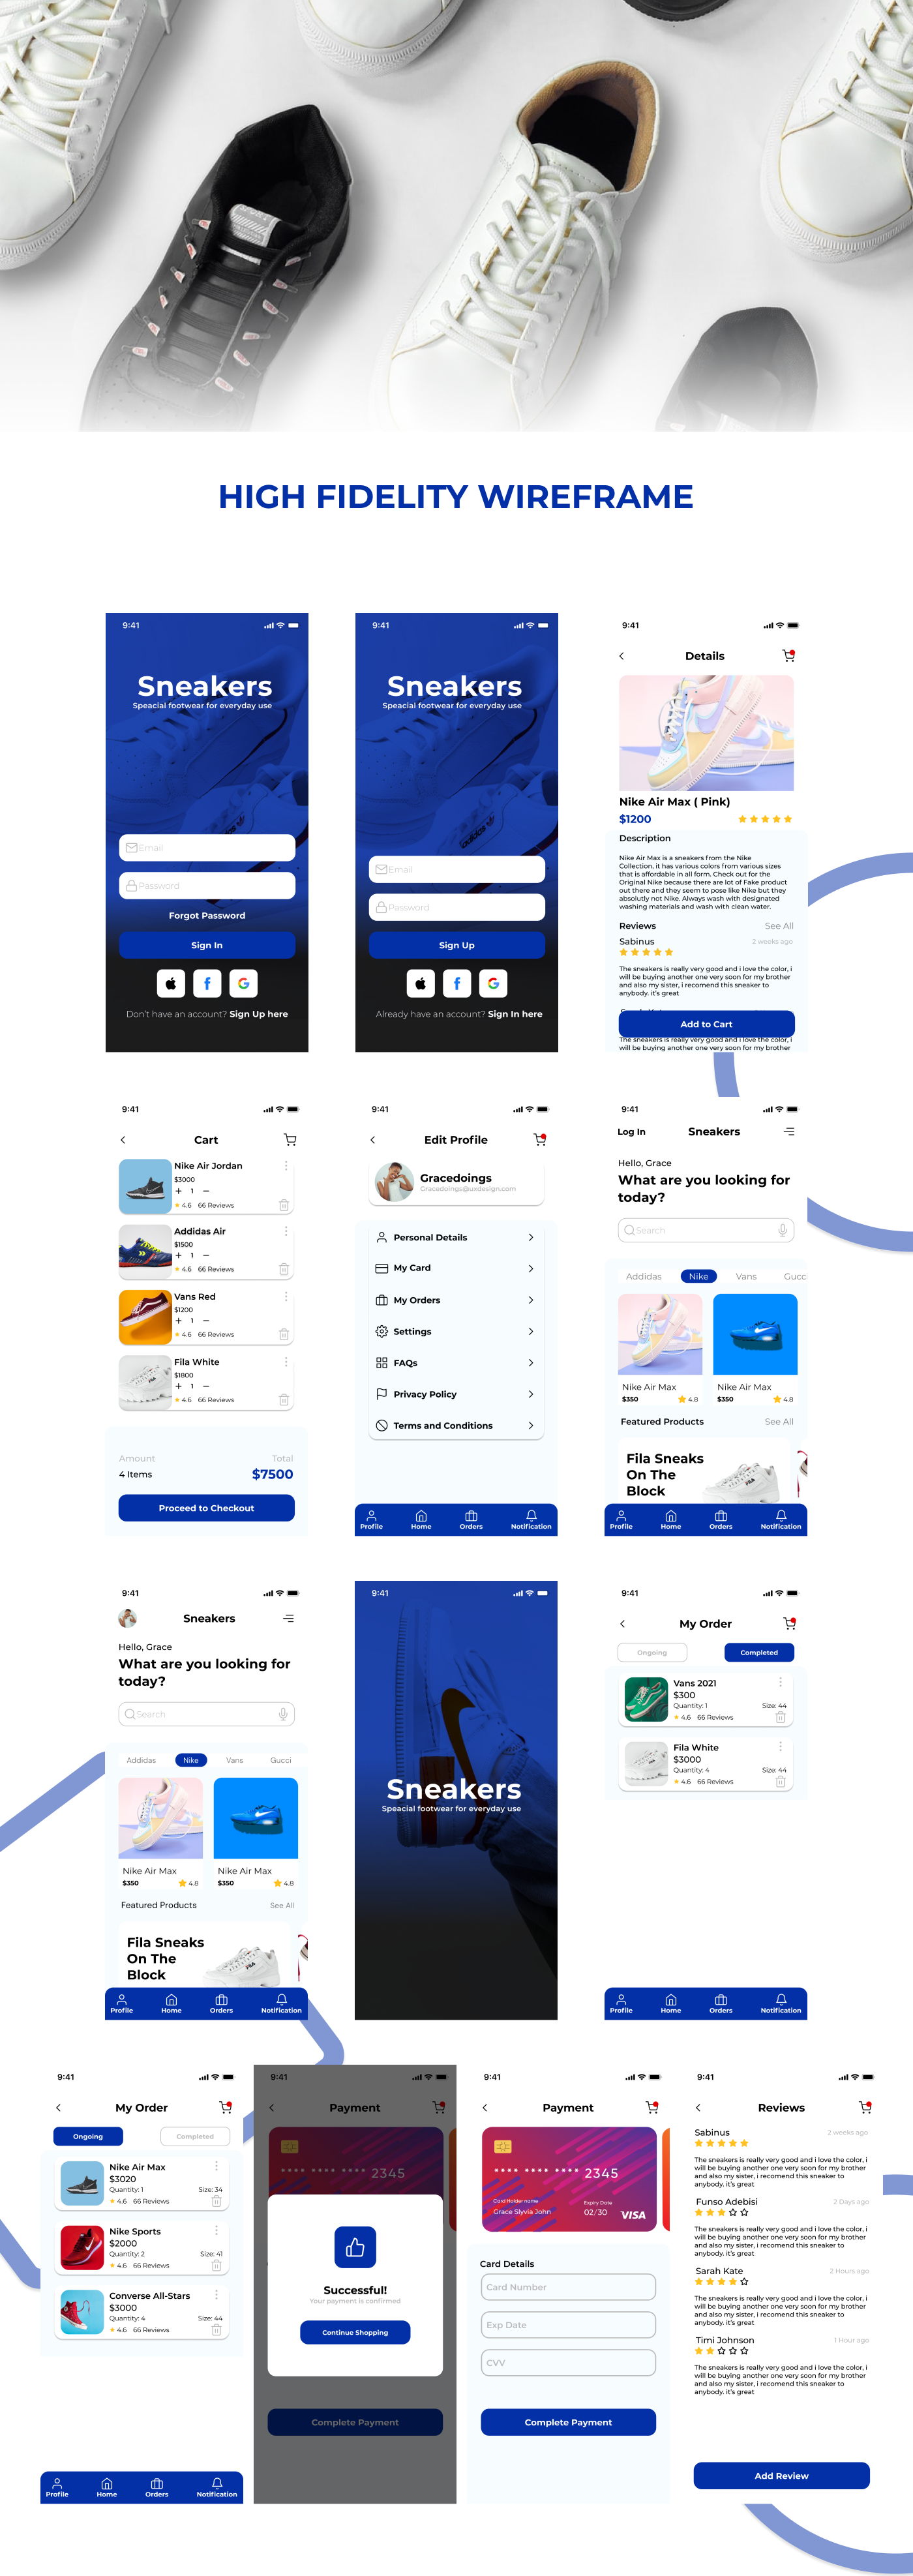 HIGH FIDELITY WIREFRAME
9:41
Sneakers
Speacial footwear for everyday use
Email
Password
Forgot Password
Sign In
Don't have an account? Sign Up here
9:41
Sneakers
Speacial footwear for everyday use
Email
Password
Sign Up
Already have an account? Sign In here
9:41
Details
Nike Air Max ( Pink)
$1200
Description
Nike Air Max is a sneakers from the Nike
Collection, it has various colors from various sizes
that is affordable in all form. Check out for the
Original Nike because there are lot of Fake product
out there and they seem to pose like Nike but they
absolutly not Nike. Always wash with designated
washing materials and wash with clean water.
Reviews See All
Sabinus 2 weeks ago
The sneakers is really very good and i love the color, i
will be buying another one very soon for my brother
and also my sister, i recomend this sneaker to
anybody. it's great
Add to Cart
The sneakers is really very good and i love the color, i
will be buying another one very soon for my brother
9:41
Cart
Nike Air Jordan
$3000
+ 1 −
4.6 66 Reviews
Addidas Air
$1500
+ 1 −
4.6 66 Reviews
Vans Red
$1200
+ 1 −
4.6 66 Reviews
Fila White
$1800
+ 1 −
4.6 66 Reviews
Amount Total
4 Items $7500
Proceed to Checkout
9:41
Edit Profile
Gracedoings
Gracedoings@uxdesign.com
Personal Details
My Card
My Orders
Settings
FAQs
Privacy Policy
Terms and Conditions
Profile Home Orders Notification
9:41
Log In Sneakers
Hello, Grace
What are you looking for
today?
Search
Addidas Nike Vans Gucc
Nike Air Max Nike Air Max
$350 4.8 $350 4.8
Featured Products See All
Fila Sneaks
On The
Block
FILA
Profile Home Orders Notification
9:41
Sneakers
Hello, Grace
What are you looking for
today?
Search
Addidas Nike Vans Gucci
Nike Air Max Nike Air Max
$350 4.8 $350 4.8
Featured Products See All
Fila Sneaks
On The
Block
FILA
Profile Home Orders Notification
9:41
Sneakers
Speacial footwear for everyday use
9:41
My Order
Ongoing Completed
Vans 2021
$300
Quantity: 1 Size: 44
4.6 66 Reviews
Fila White
$3000
Quantity: 4 Size: 44
4.6 66 Reviews
Profile Home Orders Notification
9:41
My Order
Ongoing Completed
Nike Air Max
$3020
Quantity: 1 Size: 34
4.6 66 Reviews
Nike Sports
$2000
Quantity: 2 Size: 41
4.6 66 Reviews
Converse All-Stars
$3000
Quantity: 4 Size: 44
4.6 66 Reviews
Profile Home Orders Notification
9:41
Payment
2345
Successful!
Your payment is confirmed
Continue Shopping
Complete Payment
9:41
Payment
2345
Card Holder name Expiry Date
Grace Slyvia John 02/30 VISA
Card Details
Card Number
Exp Date
CVV
Complete Payment
9:41
Reviews
Sabinus 2 weeks ago
The sneakers is really very good and i love the color, i
will be buying another one very soon for my brother
and also my sister, i recomend this sneaker to
anybody. it's great
Funso Adebisi 2 Days ago
The sneakers is really very good and i love the color, i
will be buying another one very soon for my brother
and also my sister, i recomend this sneaker to
anybody. it's great
Sarah Kate 2 Hours ago
The sneakers is really very good and i love the color, i
will be buying another one very soon for my brother
and also my sister, i recomend this sneaker to
anybody. it's great
Timi Johnson 1 Hour ago
The sneakers is really very good and i love the color, i
will be buying another one very soon for my brother
and also my sister, i recomend this sneaker to
anybody. it's great
Add Review